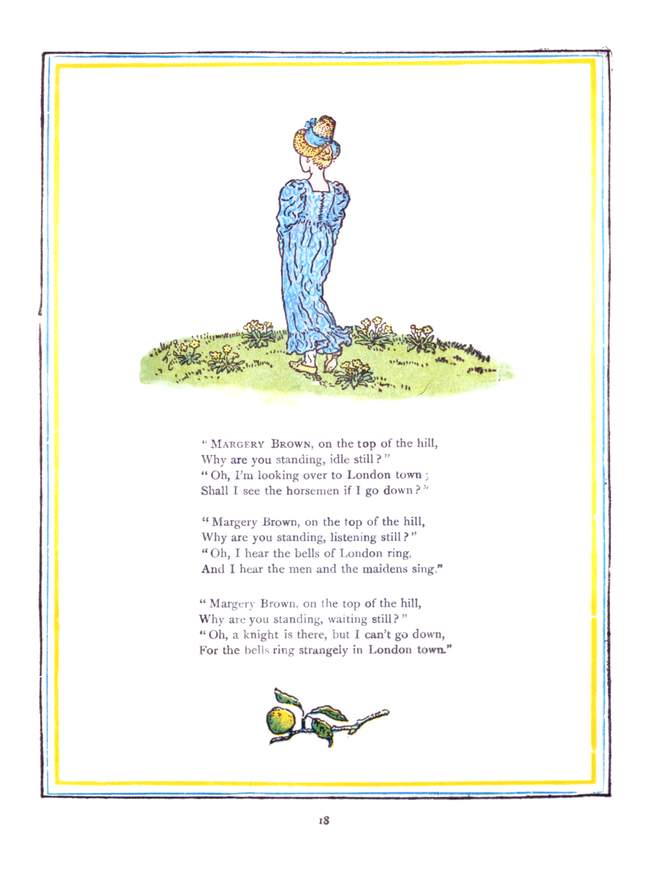 “ MARGERY BROWN, on the top of the hill,
Why are you standing, idle still ? ”
“ Oh, I’m looking over to London town ;
Shall I see the horsemen if I go down ? ”
“ Margery Brown, on the top of the hill,
Why are you standing, listening still ? ”
“ Oh, I hear the bells of London ring.
And I hear the men and the maidens sing.”
“ Margery Brown, on the top of the hill,
Why are you standing, waiting still ? ”
“ Oh, a knight is there, but I can’t go down,
For the bells ring strangely in London town.”
18